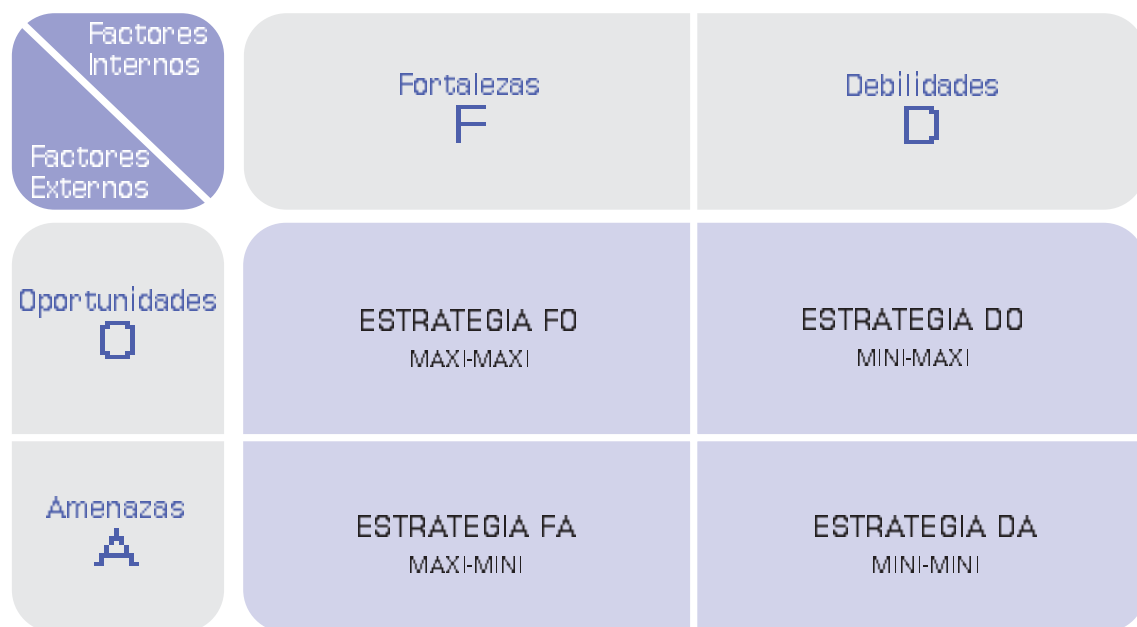 Factores
Internos
Factores
Externos
Fortalezas
F
Debilidades
D
Oportunidades
O
ESTRATEGIA FO
MAXI-MAXI
ESTRATEGIA DO
MINI-MAXI
Amenazas
A
ESTRATEGIA FA
MAXI-MINI
ESTRATEGIA DA
MINI-MINI